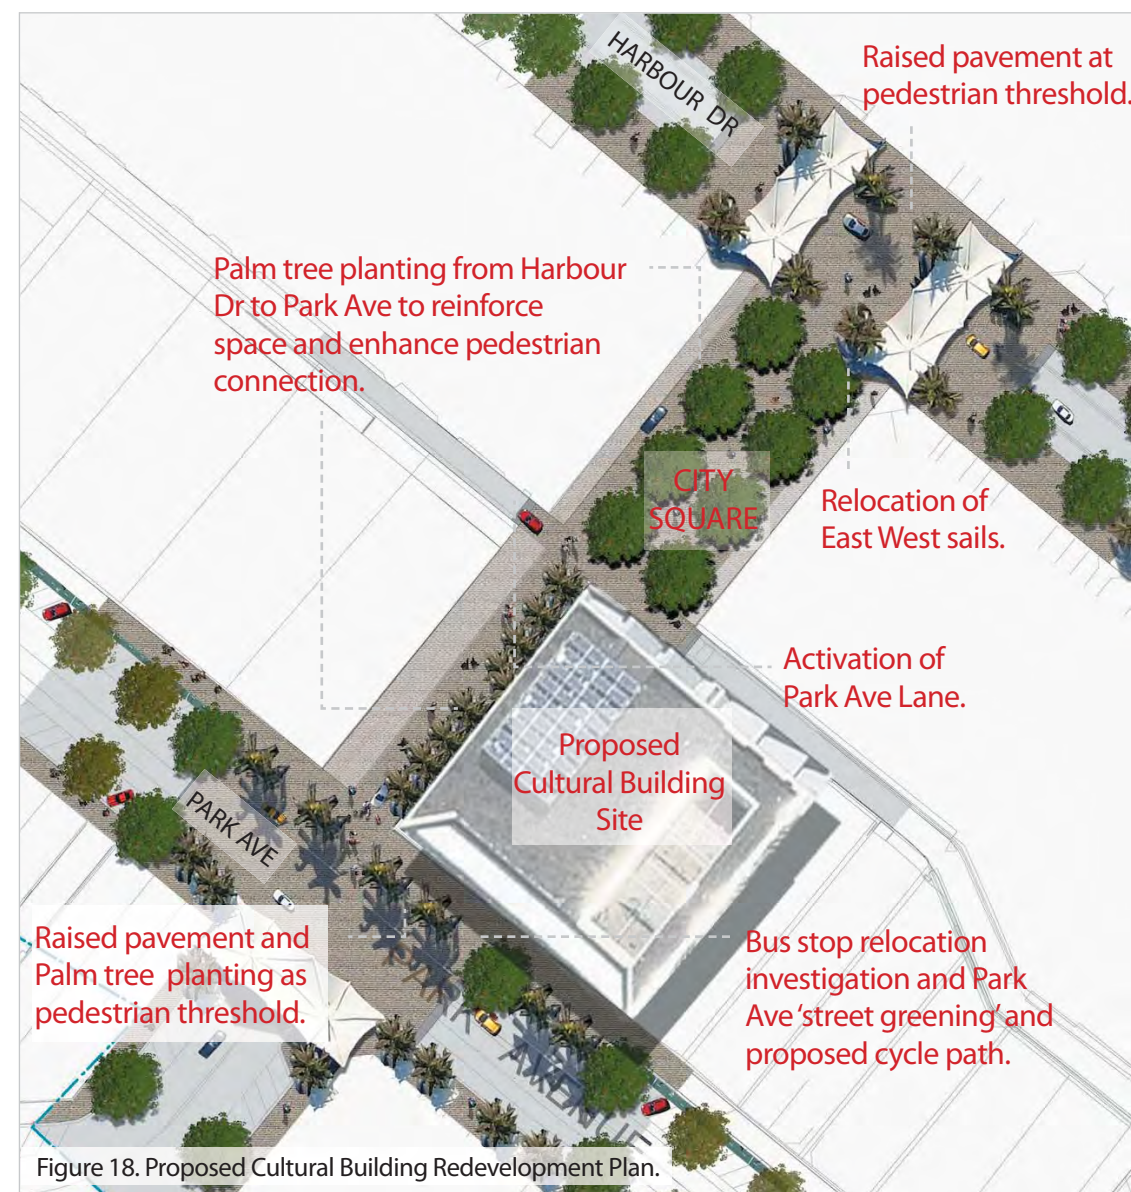 HARBOUR DR
Raised pavement at
pedestrian threshold.
Palm tree planting from Harbour
Dr to Park Ave to reinforce
space and enhance pedestrian
connection.
CITY
SQUARE
Relocation of
East West sails.
Activation of
Park Ave Lane.
Proposed
Cultural Building
Site
PARK AVE
Raised pavement and
Palm tree planting as
pedestrian threshold.
Bus stop relocation
investigation and Park
Ave ‘street greening’ and
proposed cycle path.
PARK
AVENUE
Figure 18. Proposed Cultural Building Redevelopment Plan.